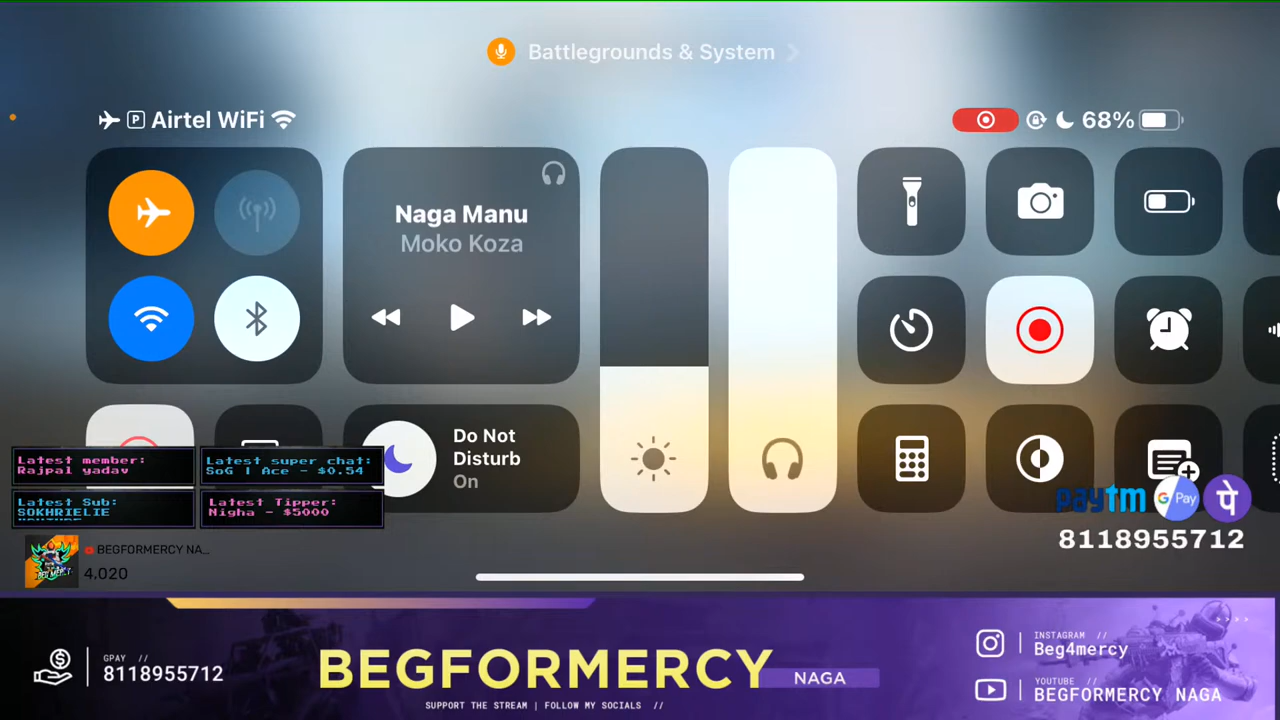 Battlegrounds & System
P Airtel WiFi
68%
Naga Manu
Moko Koza
Do Not
Disturb
On
Latest member:
Rajpal yadav
Latest super chat:
SoG | Ace - $0.54
Latest Sub:
SOKHRIELIE
Latest Tipper:
Nigha - $5000
BEGFORMERCY NA_
4,020
paytm G Pay पे
8118955712
GPAY //
8118955712
BEGFORMERCY
NAGA
SUPPORT THE STREAM | FOLLOW MY SOCIALS //
INSTAGRAM //
Beg4mercy
YOUTUBE //
BEGFORMERCY NAGA